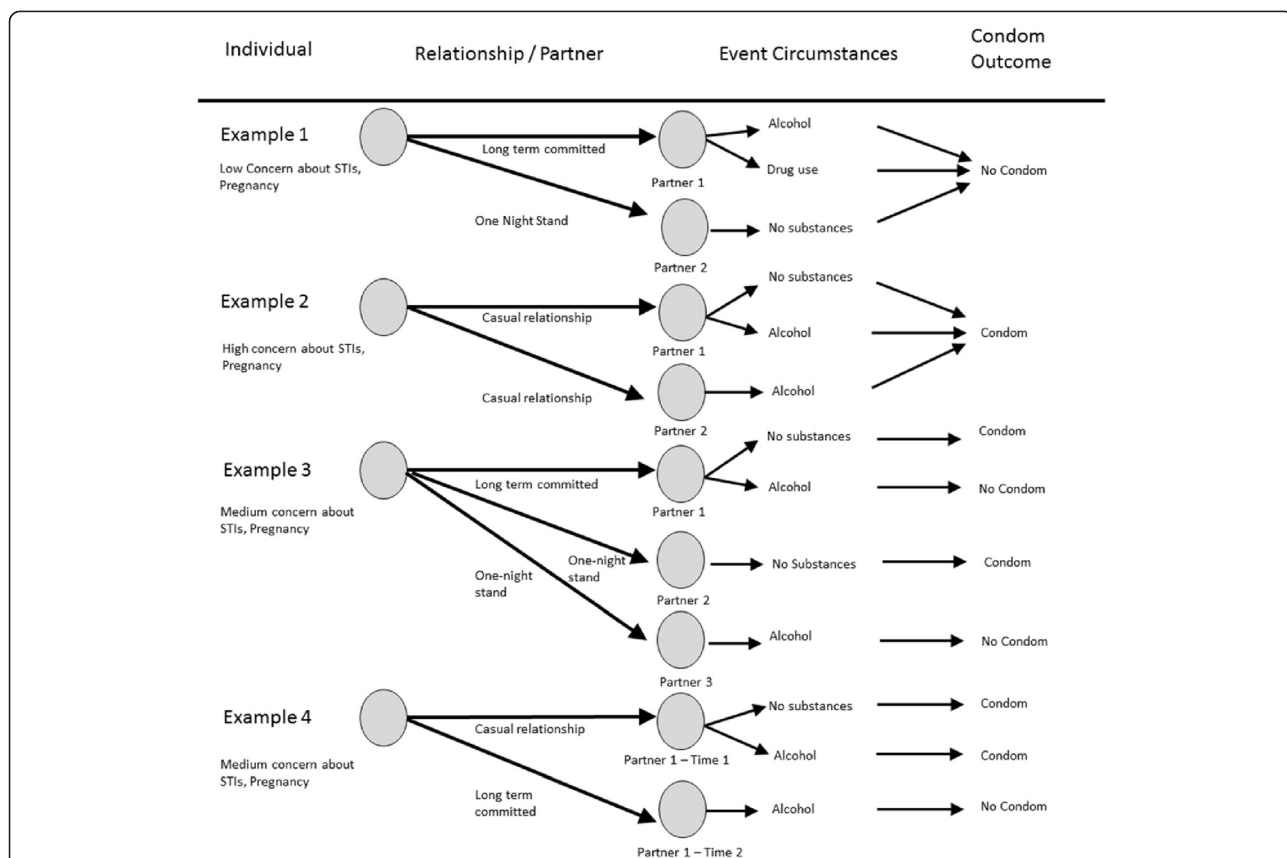 Individual
Relationship / Partner
Event Circumstances
Condom
Outcome
Example 1
Low Concern about STIs,
Pregnancy
Long term committed
One Night Stand
Partner 1
Partner 2
Alcohol
Drug use
No substances
No Condom
Example 2
High concern about STIs,
Pregnancy
Casual relationship
Casual relationship
Partner 1
Partner 2
No substances
Alcohol
Alcohol
Condom
Example 3
Medium concern about
STIs, Pregnancy
Long term committed
One-night
stand
One-night
stand
Partner 1
Partner 2
Partner 3
No substances
Alcohol
No Substances
Alcohol
Condom
No Condom
Condom
No Condom
Example 4
Medium concern about
STIs, Pregnancy
Casual relationship
Long term
committed
Partner 1 – Time 1
Partner 1 – Time 2
No substances
Alcohol
Alcohol
Condom
Condom
No Condom